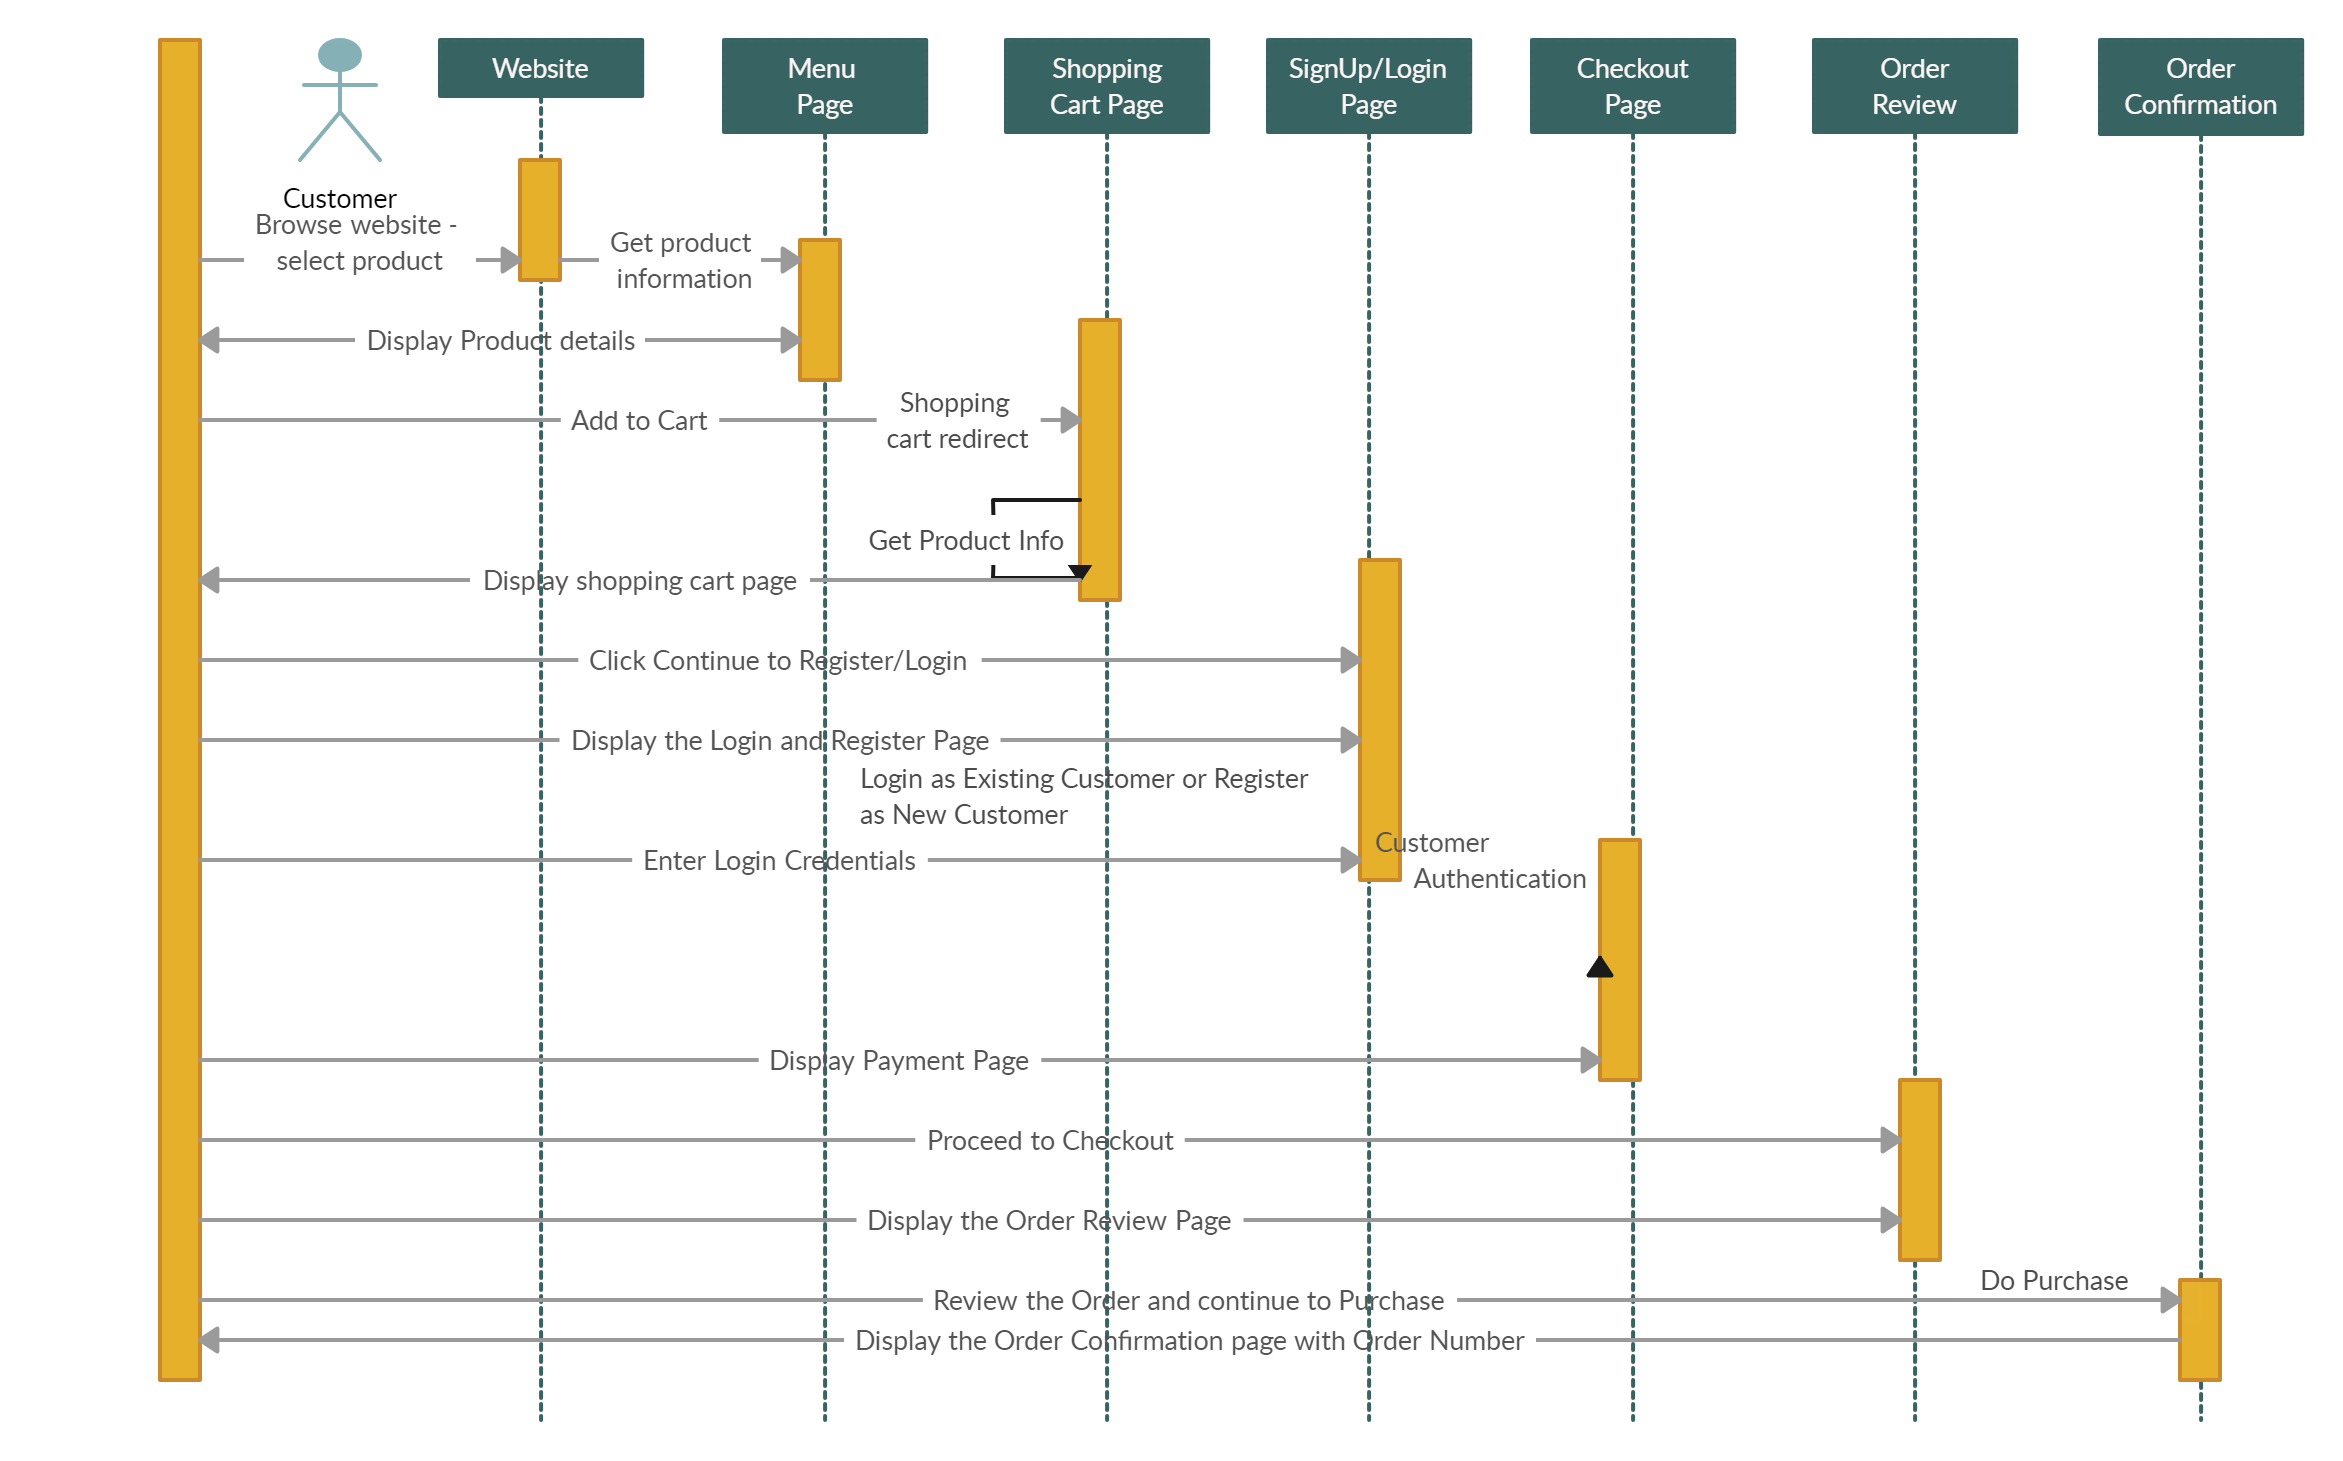 Website
Menu
Page
Shopping
Cart Page
SignUp/Login
Page
Checkout
Page
Order
Review
Order
Confirmation
Customer
Browse website -
select product
Get product
information
Display Product details
Add to Cart
Shopping
cart redirect
Get Product Info
Display shopping cart page
Click Continue to Register/Login
Display the Login and Register Page
Login as Existing Customer or Register
as New Customer
Enter Login Credentials
Customer
Authentication
Display Payment Page
Proceed to Checkout
Display the Order Review Page
Do Purchase
Review the Order and continue to Purchase
Display the Order Confirmation page with Order Number